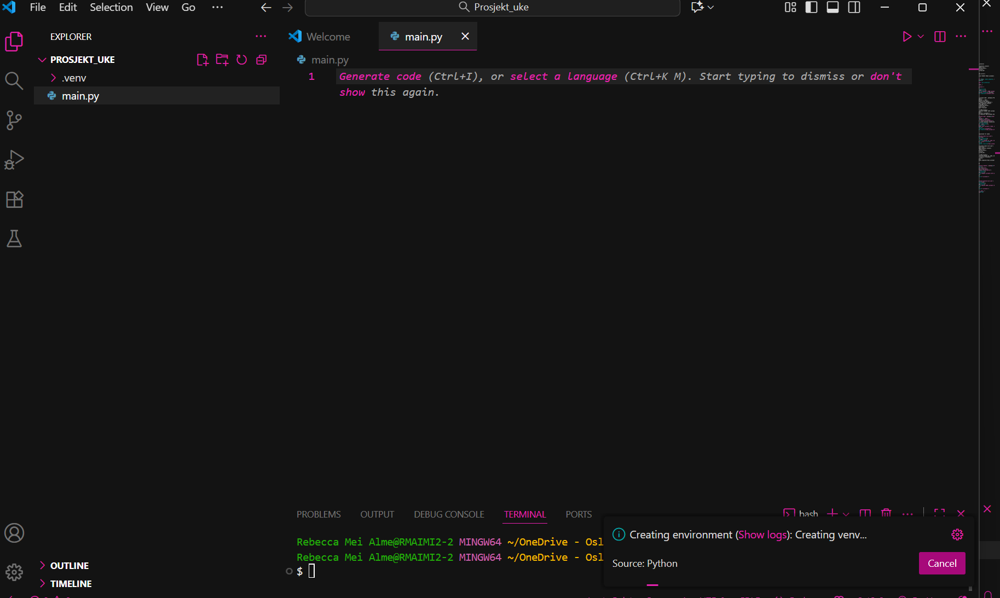 File Edit Selection View Go ··· Prosjekt_uke
EXPLORER
PROSJEKT_UKE
.venv
main.py
OUTLINE
TIMELINE
Welcome
main.py
main.py
1 Generate code (Ctrl+I), or select a language (Ctrl+K M). Start typing to dismiss or don't
show this again.
PROBLEMS OUTPUT DEBUG CONSOLE TERMINAL PORTS
bash
Rebecca Mei Alme@RMAIMI2-2 MINGW64 ~/OneDrive - Osl
Rebecca Mei Alme@RMAIMI2-2 MINGW64 ~/OneDrive - Osl
$
Creating environment (Show logs): Creating venv...
Source: Python
Cancel